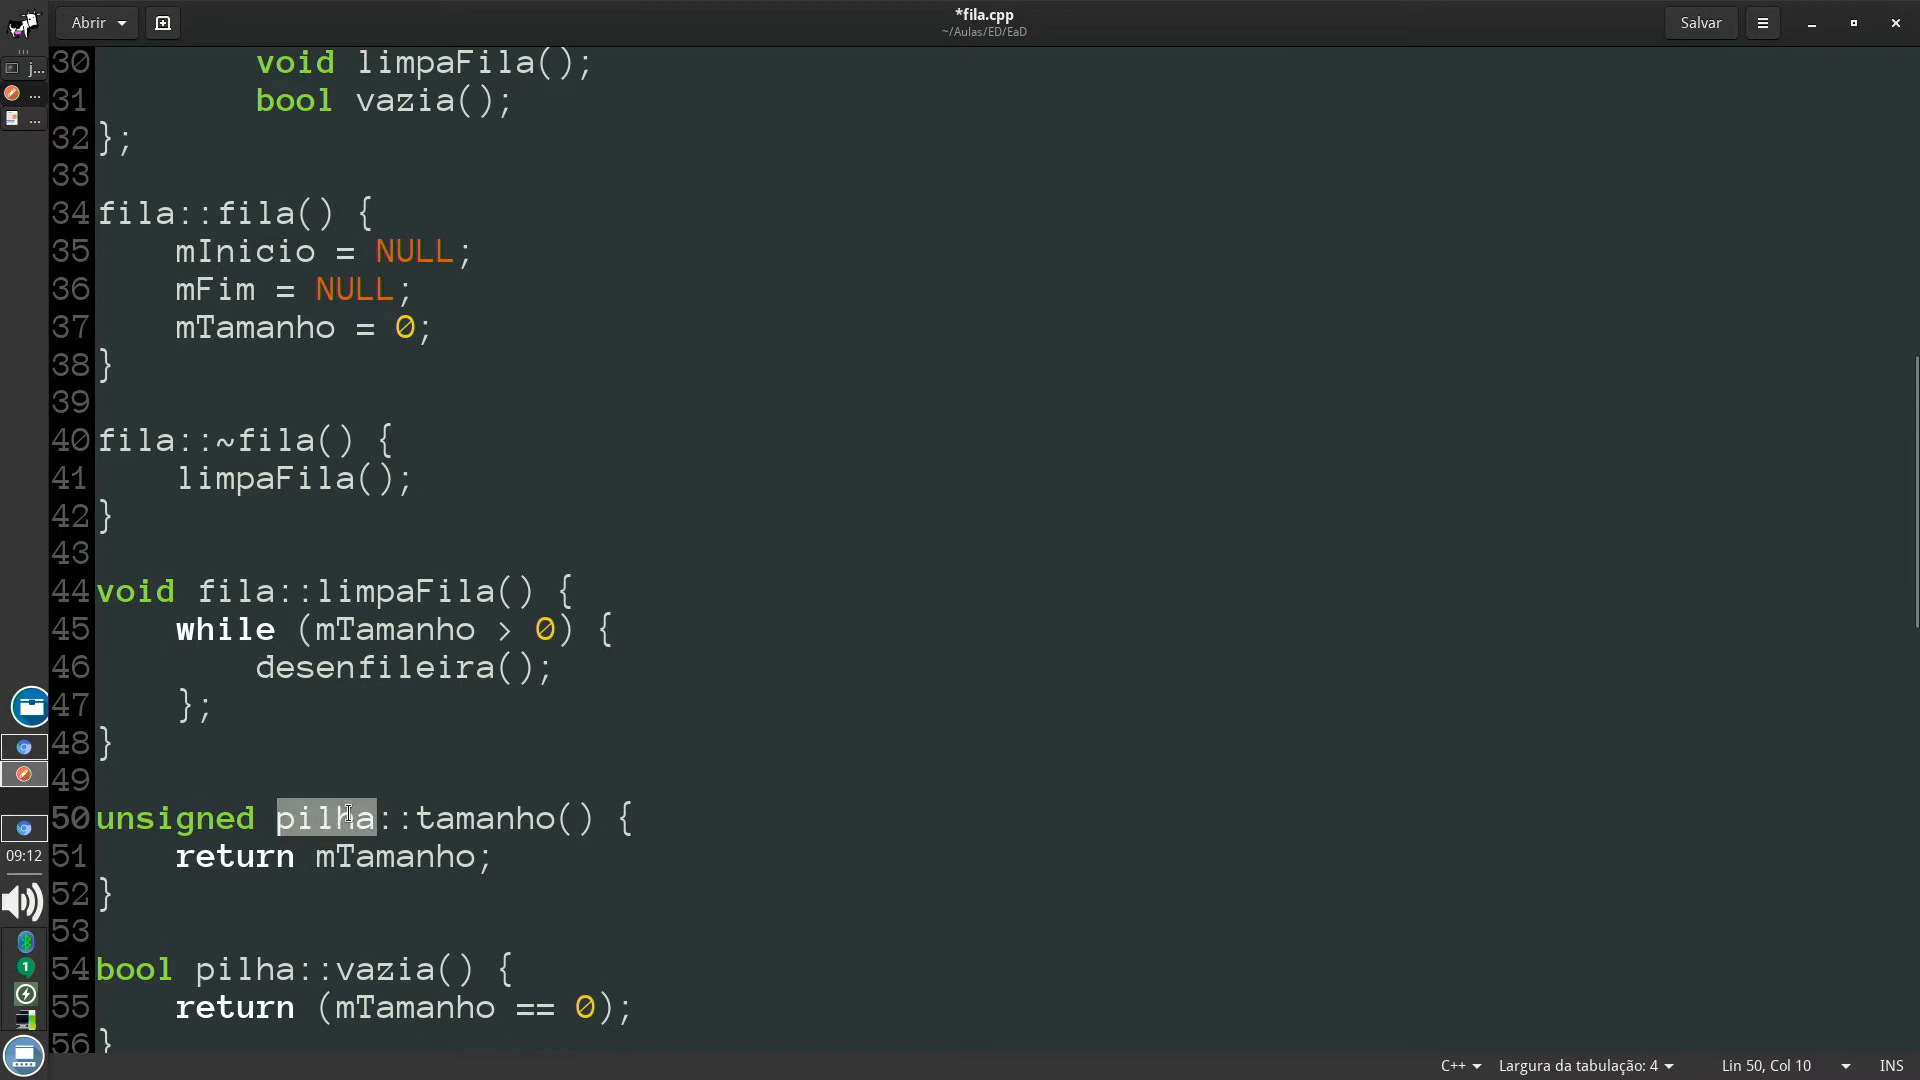 Abrir
*fila.cpp
~/Aulas/ED/EaD
Salvar
j...
...
...
30 void limpaFila();
31 bool vazia();
32 };
33
34 fila::fila() {
35 mInicio = NULL;
36 mFim = NULL;
37 mTamanho = 0;
38 }
39
40 fila::~fila() {
41 limpaFila();
42 }
43
44 void fila::limpaFila() {
45 while (mTamanho > 0) {
46 desenfileira();
47 };
48 }
49
50 unsigned pilha::tamanho() {
51 return mTamanho;
52 }
53
54 bool pilha::vazia() {
55 return (mTamanho == 0);
56 }
09:12
1
C++
Largura da tabulação: 4
Lin 50, Col 10
INS